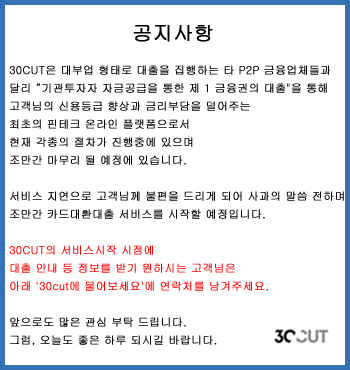 공지사항
30CUT은 대부업 형태로 대출을 집행하는 타 P2P 금융업체들과
달리 "기관투자자 자금공급을 통한 제 1 금융권의 대출"을 통해
고객님의 신용등급 향상과 금리부담을 덜어주는
최초의 핀테크 온라인 플랫폼으로서
현재 각종의 절차가 진행중에 있으며
조만간 마무리 될 예정에 있습니다.
서비스 지연으로 고객님께 불편을 드리게 되어 사과의 말씀 전하며
조만간 카드대환대출 서비스를 시작할 예정입니다.
30CUT의 서비스시작 시점에
대출 안내 등 정보를 받기 원하시는 고객님은
아래 '30cut에 물어보세요'에 연락처를 남겨주세요.
앞으로도 많은 관심 부탁 드립니다.
그럼, 오늘도 좋은 하루 되시길 바랍니다.
30CUT